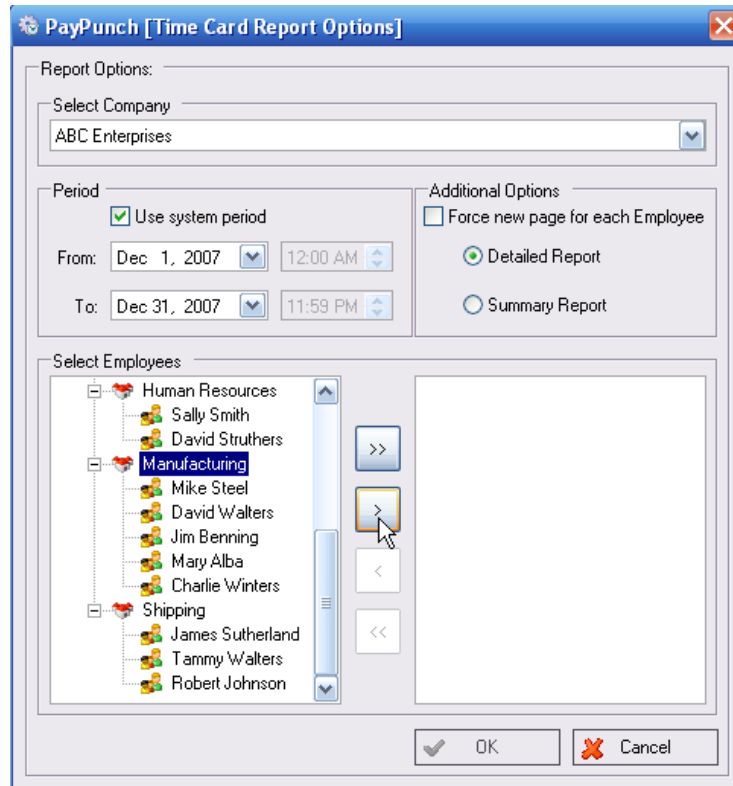 PayPunch [Time Card Report Options]
Report Options:
Select Company
ABC Enterprises
Period
Use system period
From: Dec 1, 2007 12:00 AM
To: Dec 31, 2007 11:59 PM
Additional Options
Force new page for each Employee
Detailed Report
Summary Report
Select Employees
Human Resources
Sally Smith
David Struthers
Manufacturing
Mike Steel
David Walters
Jim Benning
Mary Alba
Charlie Winters
Shipping
James Sutherland
Tammy Walters
Robert Johnson
>>
>
<
<<
OK
Cancel